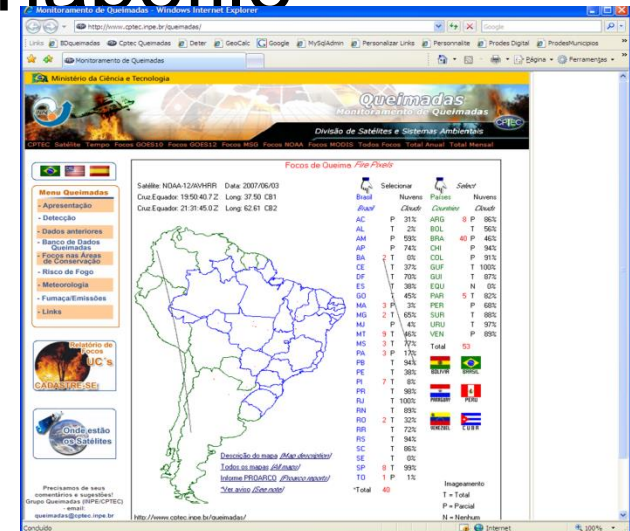 Monitoramento de Queimadas - Windows Internet Explorer
http://www.cptec.inpe.br/queimadas/
Google
Links BDqueimadas Cptec Queimadas Deter GeoCalc Google MySqlAdmin Personalizar Links Personnalite Prodes Digital ProdesMunicpios
Monitoramento de Queimadas
Página Ferramentas
Ministério da Ciência e Tecnologia
Queimadas
Monitoramento de Queimadas
Divisão de Satélites e Sistemas Ambientais
CPTEC
CPTEC Satélite Tempo Focos GOES10 Focos GOES12 Focos MSG Focos NOAA Focos MODIS Todos Focos Total Anual Total Mensal
Menu Queimadas
- Apresentação
- Detecção
- Dados anteriores
- Banco de Dados Queimadas
- Focos nas Áreas de Conservação
- Risco de Fogo
- Meteorologia
- Fumaça/Emissões
- Links
Relatório de Focos
UC´s
CADASTRE-SE!
Onde estão os Satélites
Precisamos de seus comentários e sugestões!
Grupo Queimadas (INPE/CPTEC)
- email:
queimadas@cptec.inpe.br
Focos de Queima Fire Pixels
Satélite: NOAA-12/AVHRR Data: 2007/06/03
Cruz.Equador: 19:50:40.7 Z Long: 37.50 CB1
Cruz.Equador: 21:31:45.0 Z Long: 62.61 CB2
Selecionar Select
Brasil Nuvens Países Nuvens
Brazil Clouds Countries Clouds
AC P 31% ARG 8 P 86%
AL T 2% BOL T 56%
AM P 59% BRA 40 P 46%
AP P 74% CHI P 94%
BA 2 T 0% COL P 91%
CE T 37% GUF T 100%
DF T 70% GUI T 87%
ES T 38% EQU N 0%
GO T 45% PAR 5 T 82%
MA 3 P 3% PER P 68%
MG 2 T 65% SUR T 88%
MJ P 4% URU T 97%
MT 9 T 46% VEN P 89%
MS 3 T 77% Total 53
PA 3 P 17%
PB T 94%
PE T 38%
PI 7 T 8%
PR T 98%
RJ T 100%
RN T 89%
RO 2 T 32%
RR T 72%
RS T 94%
SC T 86%
SE T 0%
SP 8 T 99%
TO 1 P 1%
*Total 40
BOLIVIA BRASIL
PARAGUAY PERU
VENEZUEL CUBA
Descrição do mapa (Map description)
Todos os mapas (All maps)
Informe PROARCO (Proarco report)
*Ver aviso (See note)
Imageamento
T = Total
P = Parcial
N = Nenhum
http://www.cptec.inpe.br/queimadas/
Concluído Internet 100%